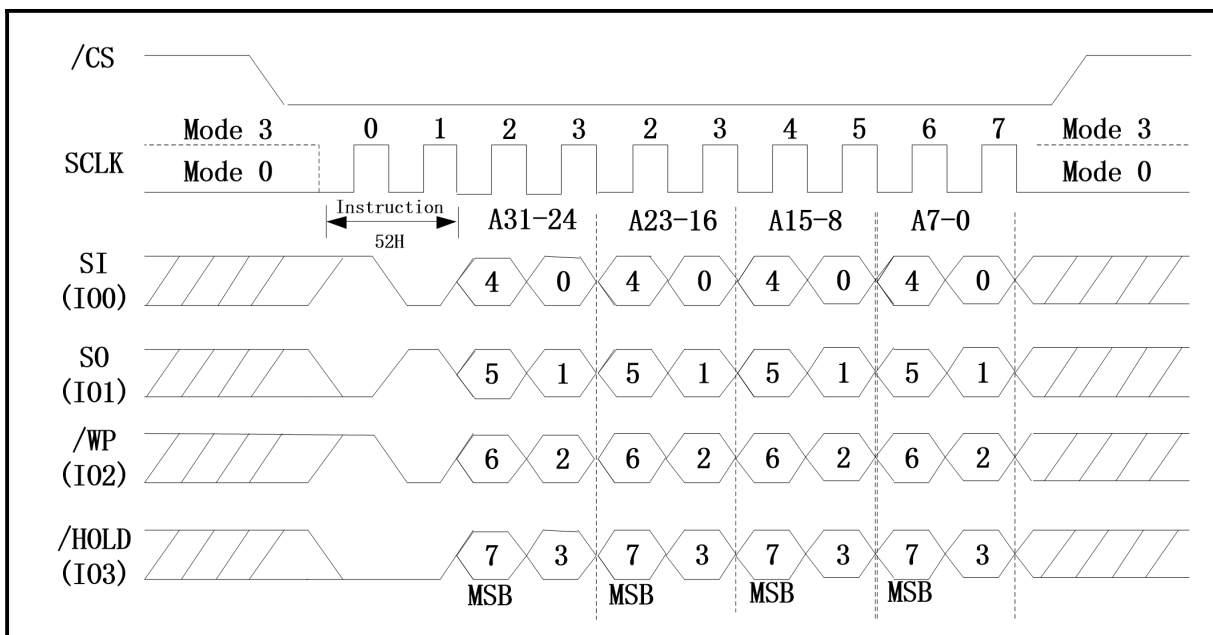 /CS
Mode 3 0 1 2 3 2 3 4 5 6 7 Mode 3
SCLK
Mode 0 Mode 0
Instruction
52H
A31-24 A23-16 A15-8 A7-0
SI
(IO0)
4 0 4 0 4 0 4 0
SO
(IO1)
5 1 5 1 5 1 5 1
/WP
(IO2)
6 2 6 2 6 2 6 2
/HOLD
(IO3)
7 3 7 3 7 3 7 3
MSB MSB MSB MSB